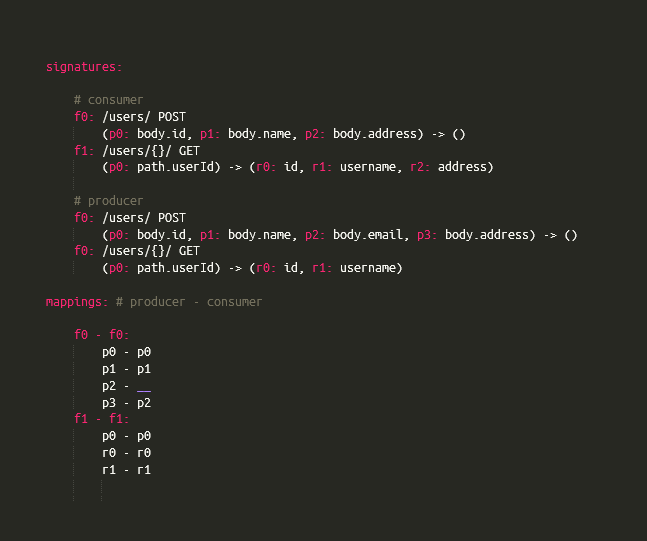 signatures:
# consumer
f0: /users/ POST
(p0: body.id, p1: body.name, p2: body.address) -> ()
f1: /users/{}/ GET
(p0: path.userId) -> (r0: id, r1: username, r2: address)
# producer
f0: /users/ POST
(p0: body.id, p1: body.name, p2: body.email, p3: body.address) -> ()
f0: /users/{}/ GET
(p0: path.userId) -> (r0: id, r1: username)
mappings: # producer - consumer
f0 - f0:
p0 - p0
p1 - p1
p2 - __
p3 - p2
f1 - f1:
p0 - p0
r0 - r0
r1 - r1